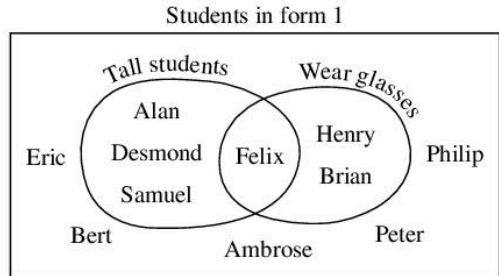 Students in form 1
Tall students
Wear glasses
Alan
Henry
Eric
Desmond
Felix
Philip
Brian
Samuel
Bert
Ambrose
Peter